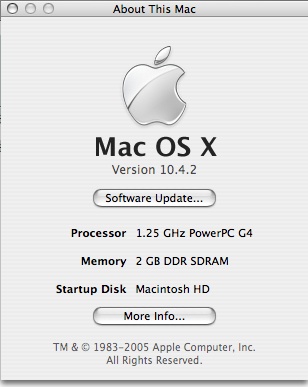 About This Mac
Mac OS X
Version 10.4.2
Software Update...
Processor 1.25 GHz PowerPC G4
Memory 2 GB DDR SDRAM
Startup Disk Macintosh HD
More Info...
TM & © 1983-2005 Apple Computer, Inc.
All Rights Reserved.